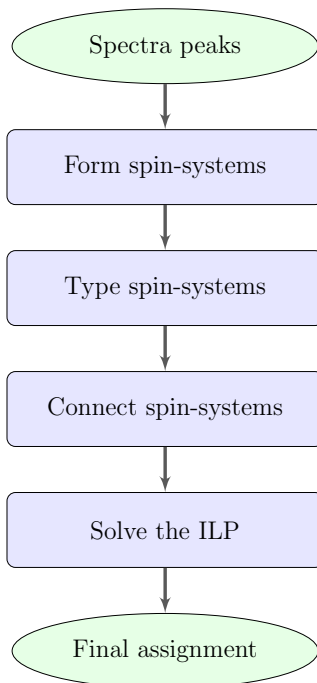 Spectra peaks
Form spin-systems
Type spin-systems
Connect spin-systems
Solve the ILP
Final assignment